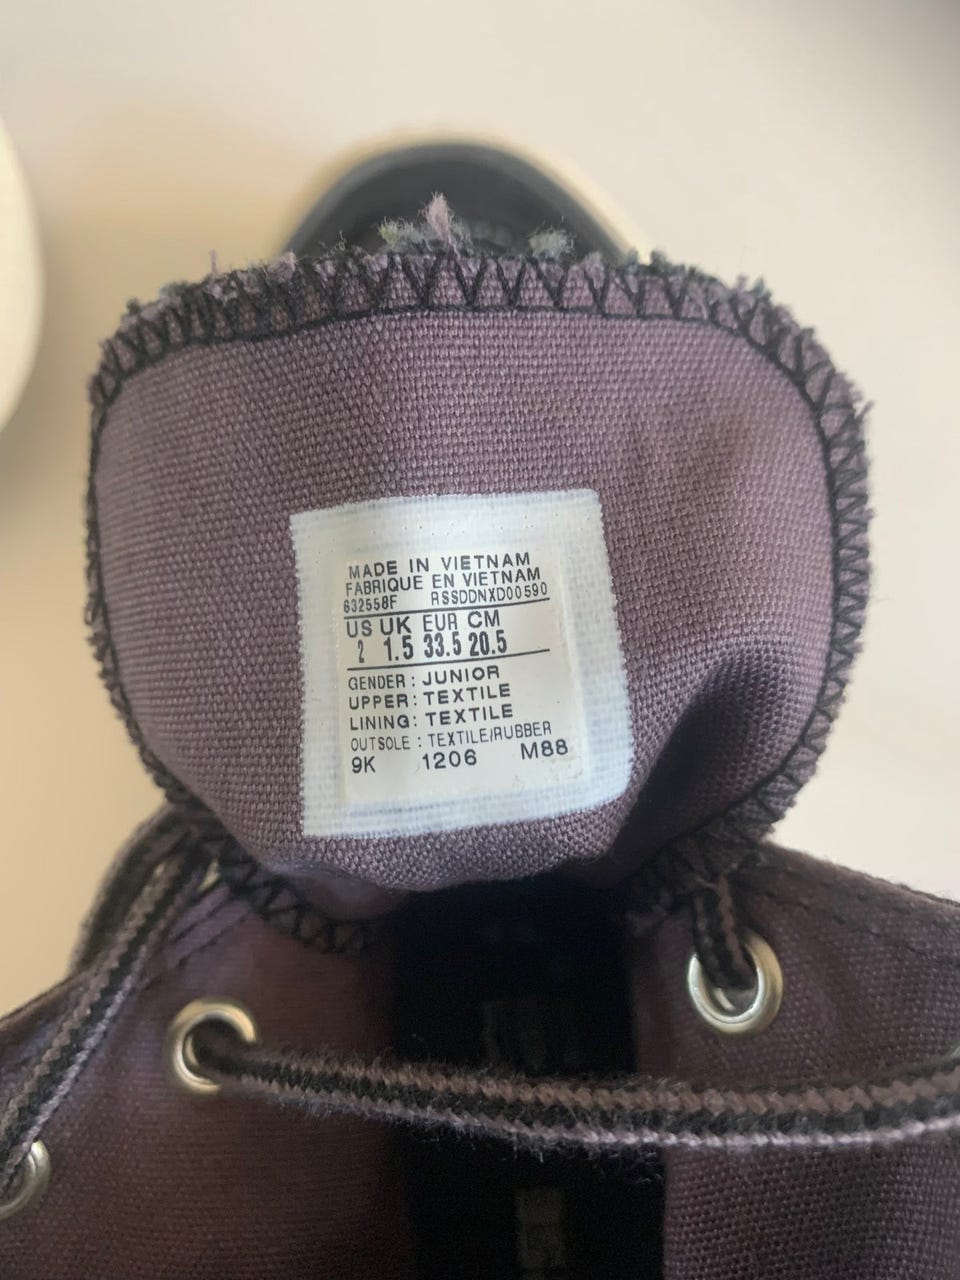 MADE IN VIETNAM
FABRIQUE EN VIETNAM
632558F RSSDDNXD00590
US UK EUR CM
2 1.5 33.5 20.5
GENDER : JUNIOR
UPPER : TEXTILE
LINING: TEXTILE
OUTSOLE : TEXTILE/RUBBER
9K 1206 M88